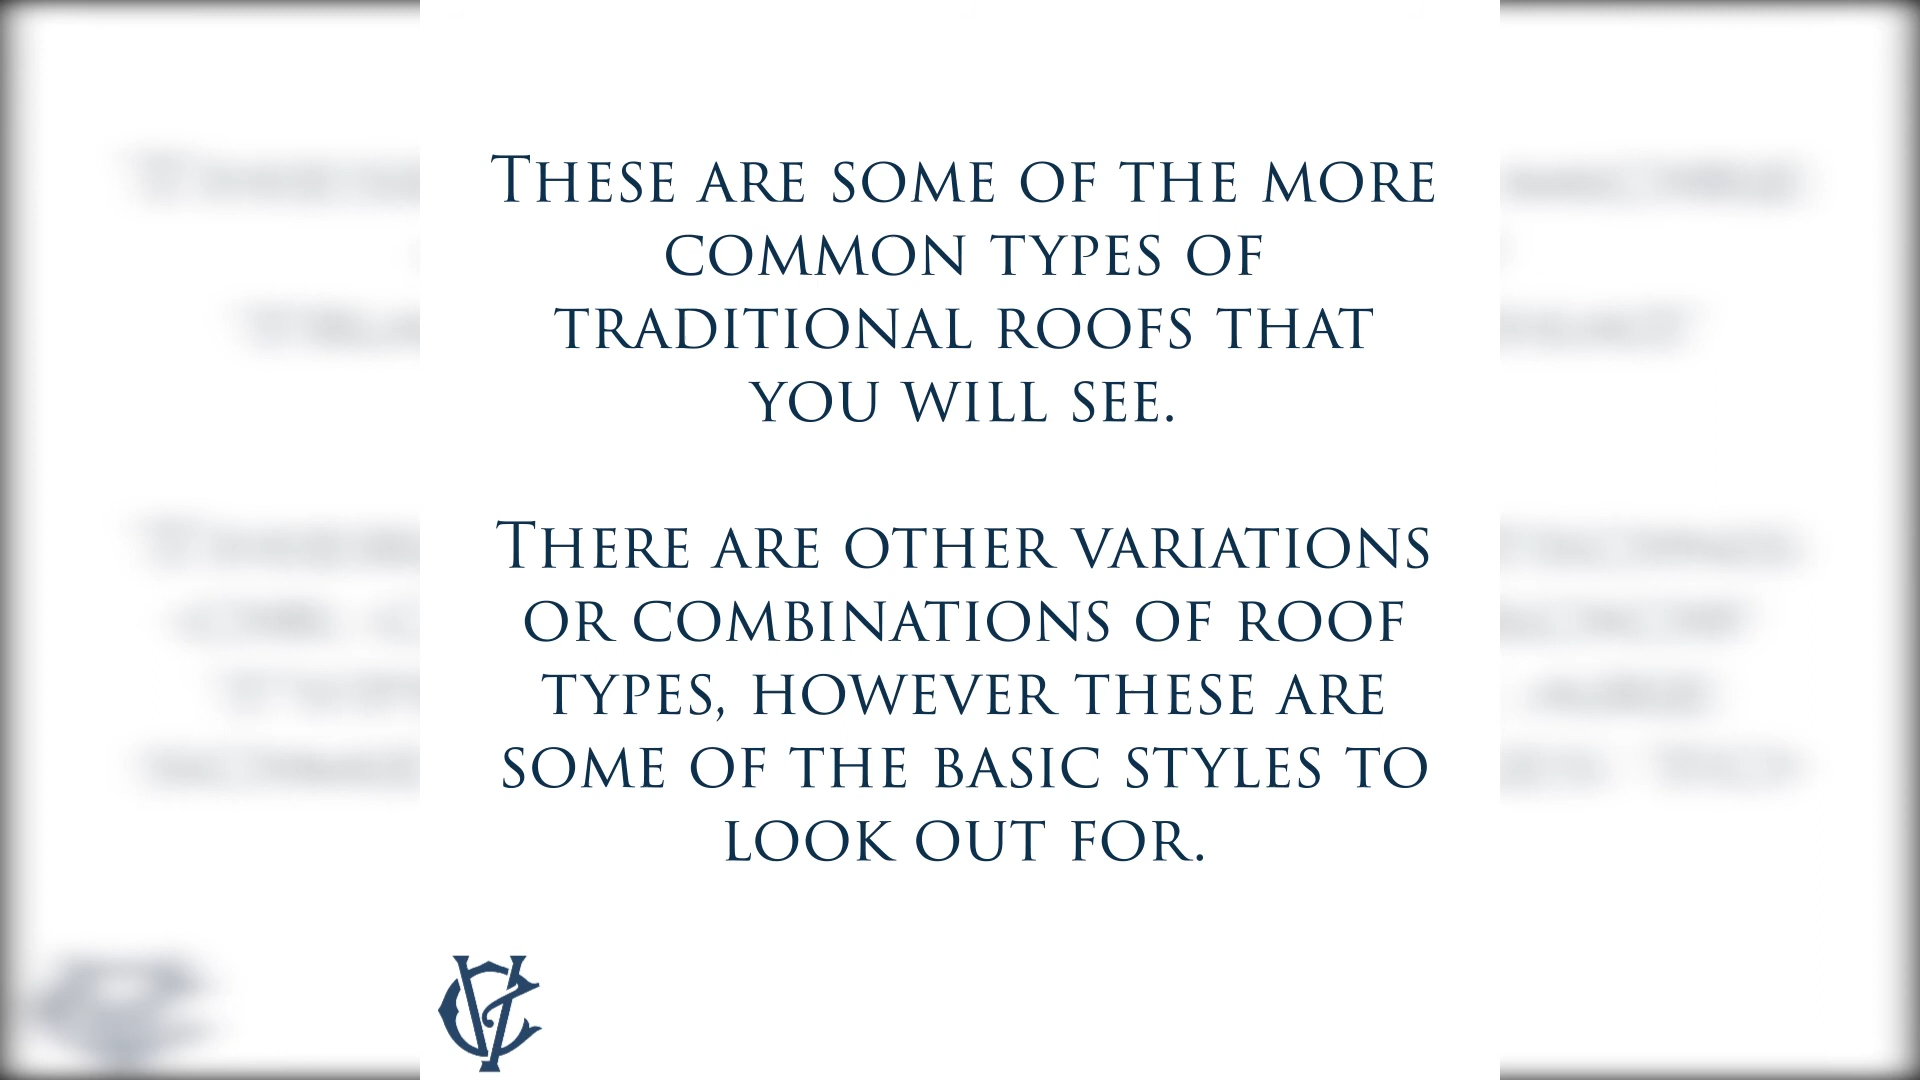 These are some of the more
common types of
traditional roofs that
you will see.
There are other variations
or combinations of roof
types, however these are
some of the basic styles to
look out for.